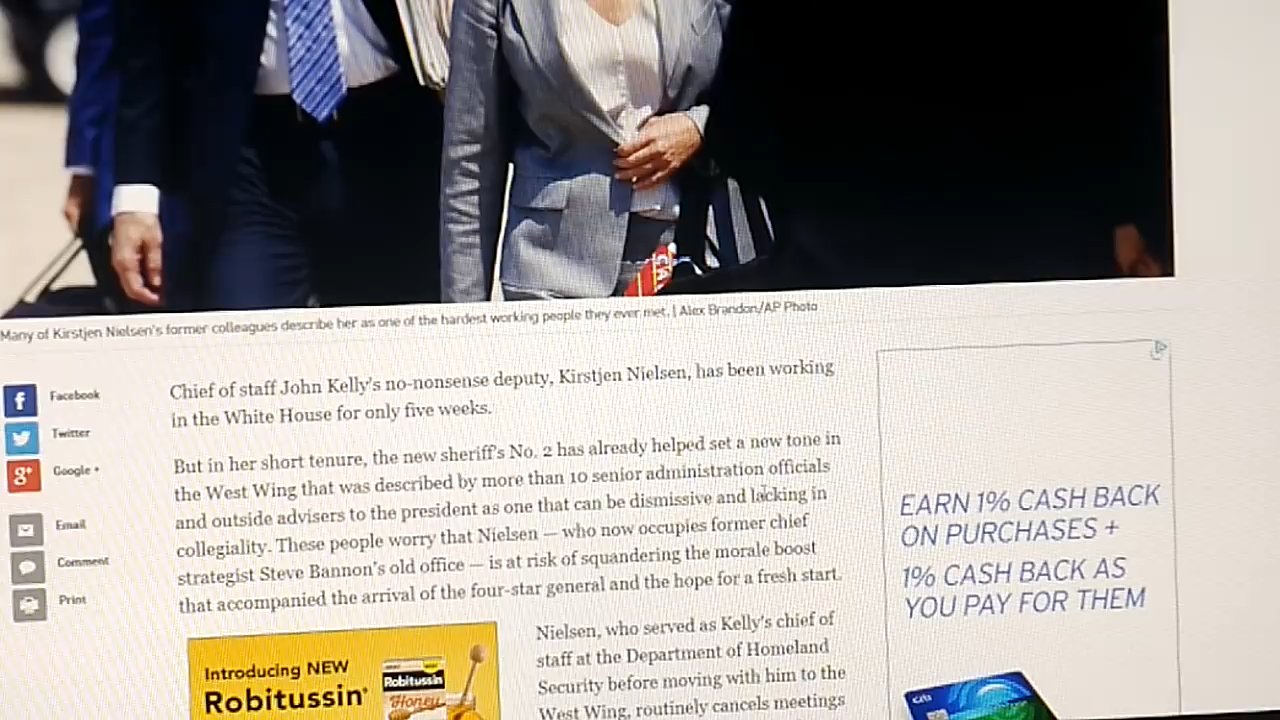 Many of Kirstjen Nielsen's former colleagues describe her as one of the hardest working people they ever met. | Alex Brandon/AP Photo
Facebook
Twitter
Google +
Email
Comment
Print
Chief of staff John Kelly's no-nonsense deputy, Kirstjen Nielsen, has been working
in the White House for only five weeks.
But in her short tenure, the new sheriff's No. 2 has already helped set a new tone in
the West Wing that was described by more than 10 senior administration officials
and outside advisers to the president as one that can be dismissive and lacking in
collegiality. These people worry that Nielsen — who now occupies former chief
strategist Steve Bannon's old office — is at risk of squandering the morale boost
that accompanied the arrival of the four-star general and the hope for a fresh start.
Nielsen, who served as Kelly's chief of
staff at the Department of Homeland
Security before moving with him to the
West Wing, routinely cancels meetings
Introducing NEW
Robitussin
Robitussin
Honey
EARN 1% CASH BACK
ON PURCHASES +
1% CASH BACK AS
YOU PAY FOR THEM
citi